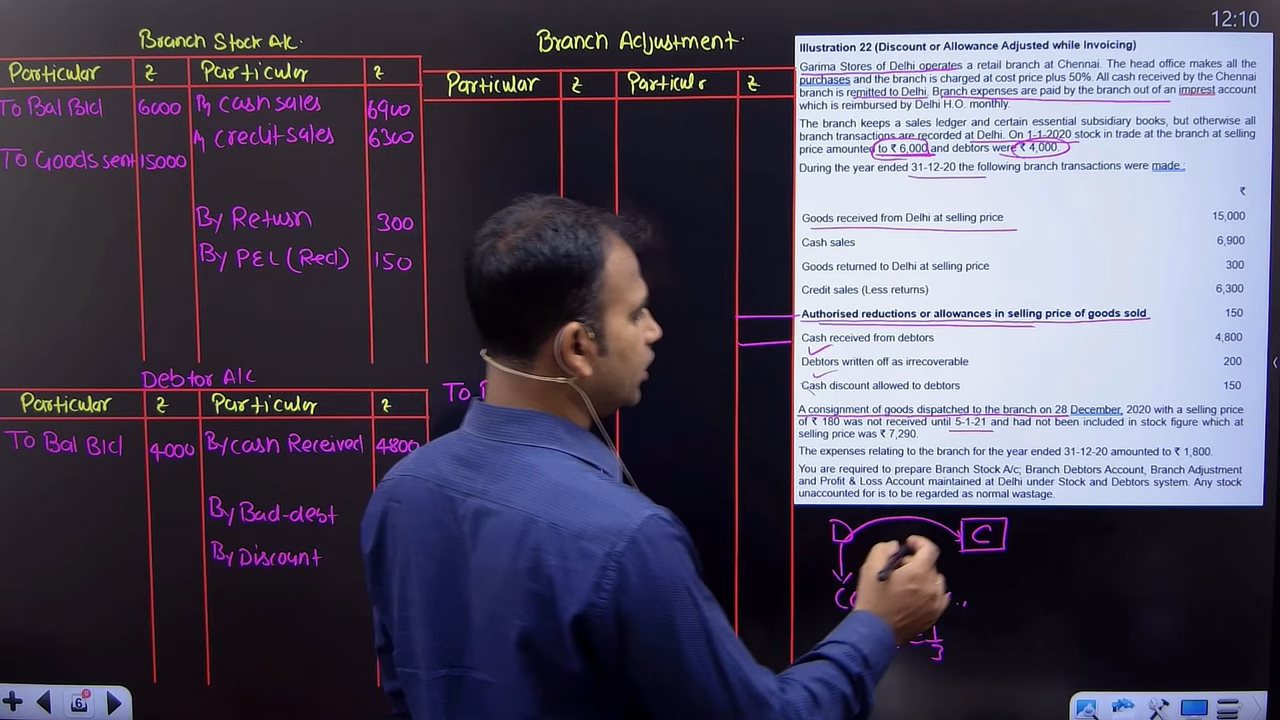 12:10
Branch Stock A/c.
Particular ₹ Particular ₹
To Bal B/d 6000 By cash sales 6900
By credit sales 6300
To Goods sent 15000
By Return 300
By PEL (Red) 150
Debtor A/c
Particular ₹ Particular ₹
To Bal B/d 4000 By cash Received 4800
By Bad-dest
By Discount
Branch Adjustment.
Particular ₹ Particulr ₹
To
Illustration 22 (Discount or Allowance Adjusted while Invoicing)
Garima Stores of Delhi operates a retail branch at Chennai. The head office makes all the
purchases and the branch is charged at cost price plus 50%. All cash received by the Chennai
branch is remitted to Delhi. Branch expenses are paid by the branch out of an imprest account
which is reimbursed by Delhi H.O. monthly.
The branch keeps a sales ledger and certain essential subsidiary books, but otherwise all
branch transactions are recorded at Delhi. On 1-1-2020 stock in trade at the branch at selling
price amounted to ₹ 6,000 and debtors were ₹ 4,000.
During the year ended 31-12-20 the following branch transactions were made :
₹
Goods received from Delhi at selling price 15,000
Cash sales 6,900
Goods returned to Delhi at selling price 300
Credit sales (Less returns) 6,300
Authorised reductions or allowances in selling price of goods sold 150
Cash received from debtors 4,800
Debtors written off as irrecoverable 200
Cash discount allowed to debtors 150
A consignment of goods dispatched to the branch on 28 December, 2020 with a selling price
of ₹ 180 was not received until 5-1-21 and had not been included in stock figure which at
selling price was ₹ 7,290.
The expenses relating to the branch for the year ended 31-12-20 amounted to ₹ 1,800.
You are required to prepare Branch Stock A/c, Branch Debtors Account, Branch Adjustment
and Profit & Loss Account maintained at Delhi under Stock and Debtors system. Any stock
unaccounted for is to be regarded as normal wastage.
D C
= 1/3
6
0